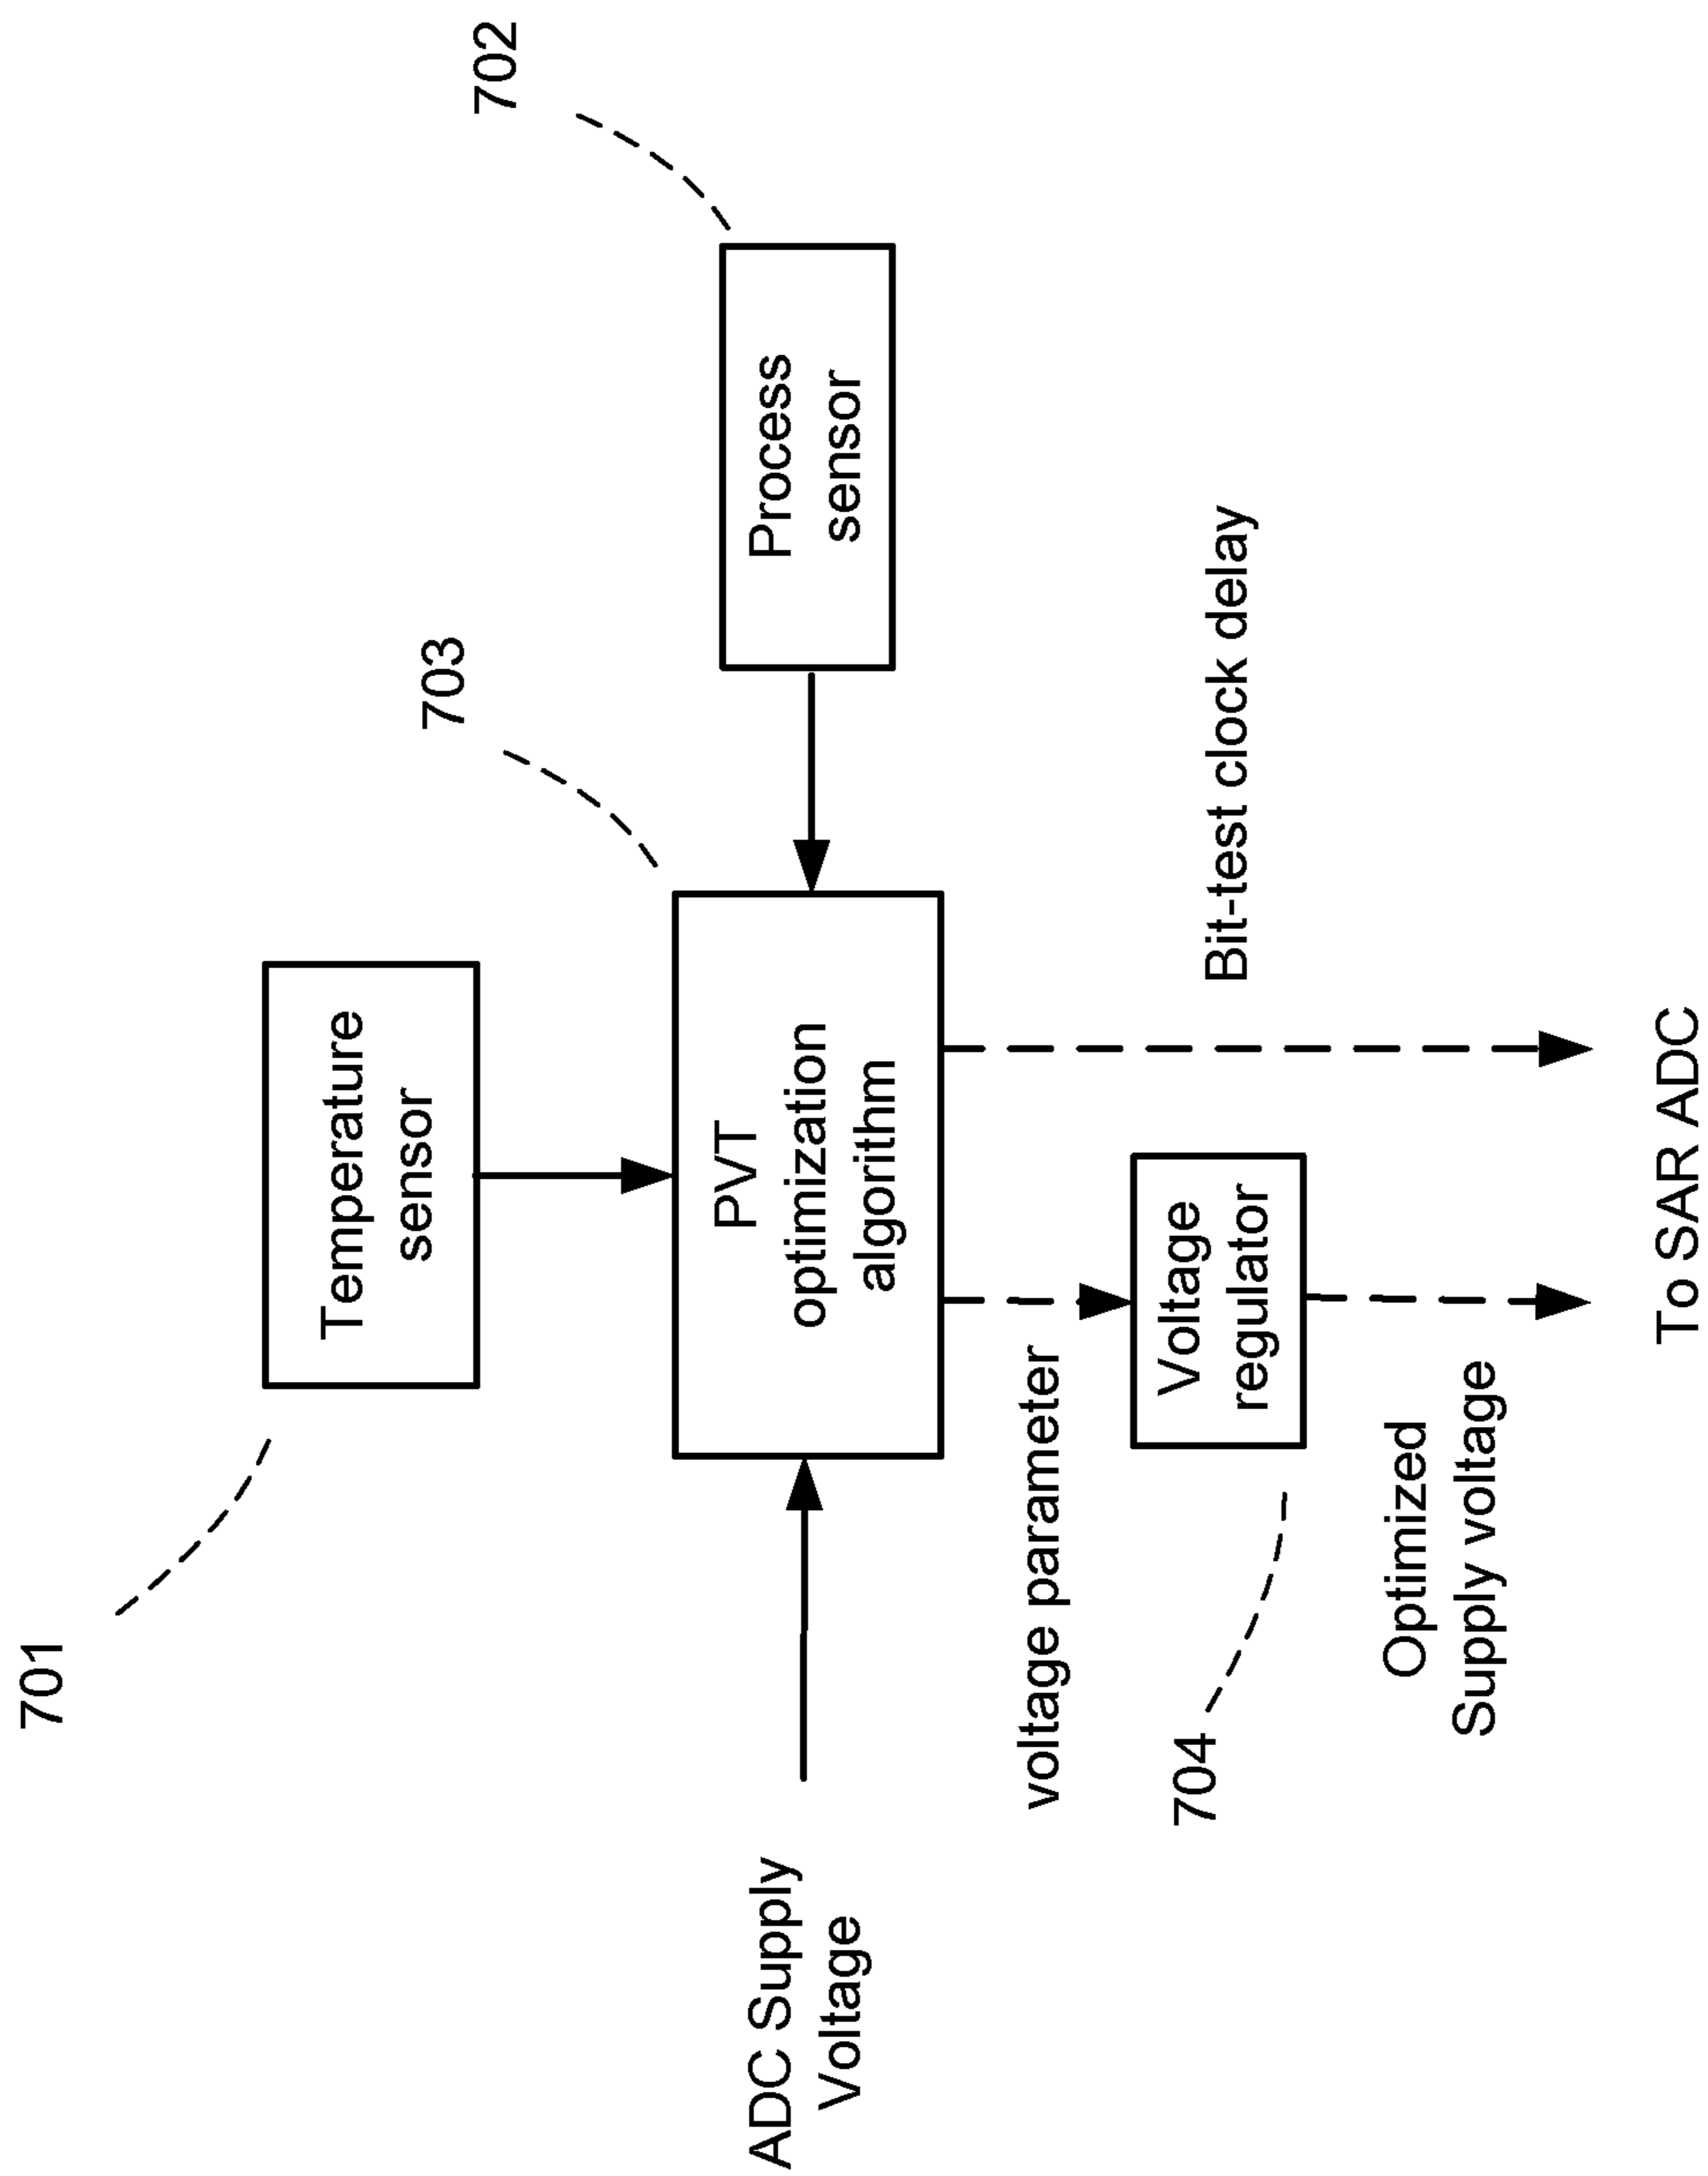 701
Temperature
sensor
703
702
ADC Supply
Voltage
PVT
optimization
algorithm
Process
sensor
voltage parameter
704
Voltage
regulator
Bit-test clock delay
Optimized
Supply voltage
To SAR ADC